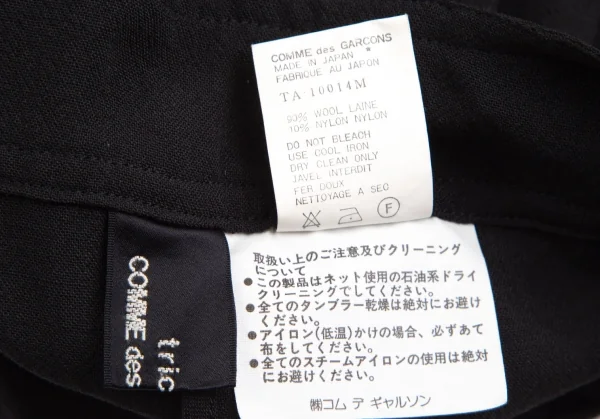 COMME des GARCONS
MADE IN JAPAN *
FABRIQUE AU JAPON
TA 10014M
90% WOOL LAINE
10% NYLON NYLON
DO NOT BLEACH
USE COOL IRON
DRY CLEAN ONLY
JAVEL INTERDIT
FER DOUX
NETTOYAGE A SEC
F
tric
COMME des
取扱い上のご注意及びクリーニング
について
●この製品はネット使用の石油系ドライ
クリーニングでしてください。
●全てのタンブラー乾燥は絶対にお避け
ください。
●アイロン(低温)かけの場合、必ずあて
布をしてください。
●全てのスチームアイロンの使用は絶対
にお避けください。
㈱コム デ ギャルソン